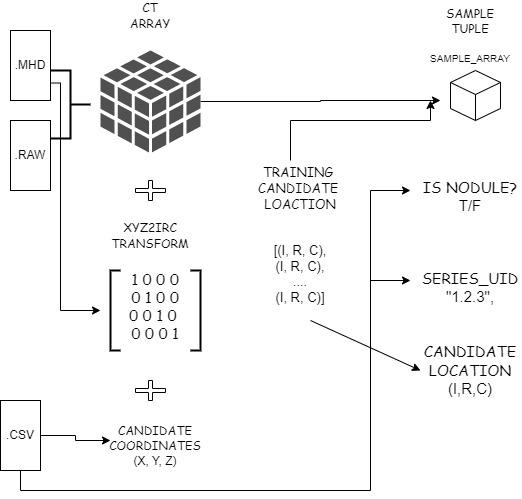 CT
ARRAY
SAMPLE
TUPLE
.MHD
SAMPLE_ARRAY
.RAW
TRAINING
CANDIDATE
LOACTION
IS NODULE?
T/F
XYZ2IRC
TRANSFORM
[(I, R, C),
(I, R, C),
....
(I, R, C)]
1 0 0 0
0 1 0 0
0 0 1 0
0 0 0 1
SERIES_UID
"1.2.3",
CANDIDATE
LOCATION
(I,R,C)
.CSV
CANDIDATE
COORDINATES
(X, Y, Z)